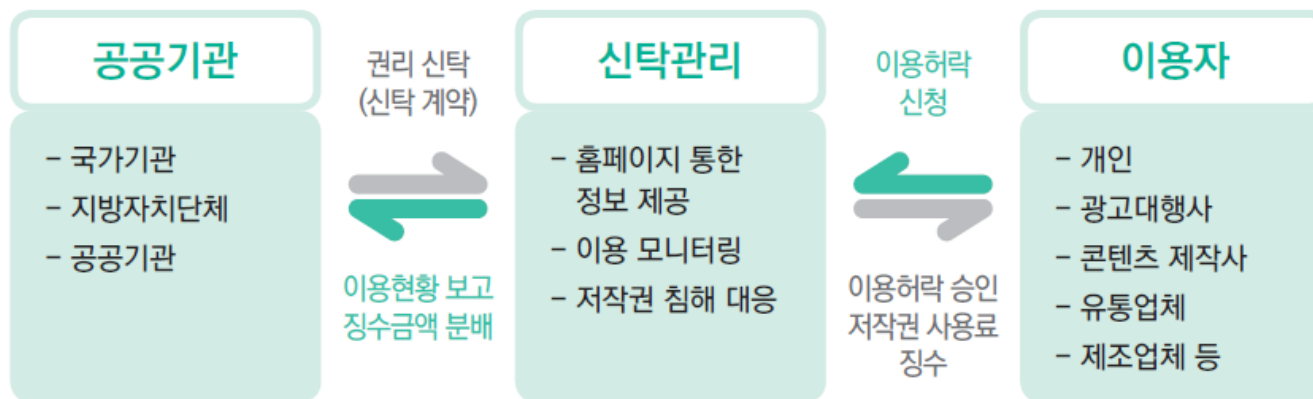 공공기관
- 국가기관
- 지방자치단체
- 공공기관
권리 신탁
(신탁 계약)
이용현황 보고
징수금액 분배
신탁관리
- 홈페이지 통한
정보 제공
- 이용 모니터링
- 저작권 침해 대응
이용허락
신청
이용허락 승인
저작권 사용료
징수
이용자
- 개인
- 광고대행사
- 콘텐츠 제작사
- 유통업체
- 제조업체 등